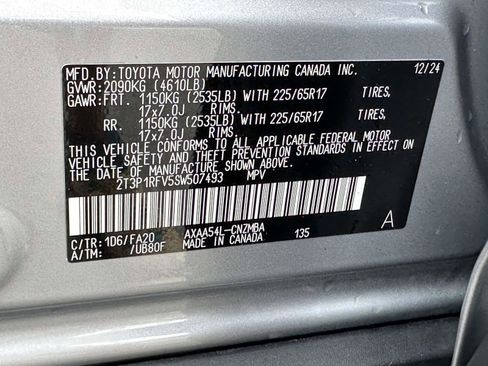 MFD.BY:TOYOTA MOTOR MANUFACTURING CANADA INC. 12/24
GVWR:2090KG (4610LB)
GAWR:FRT. 1150KG (2535LB) WITH 225/65R17 TIRES,
17x7.0J RIMS,
RR. 1150KG (2535LB) WITH 225/65R17 TIRES,
17x7.0J RIMS.
THIS VEHICLE CONFORMS TO ALL APPLICABLE FEDERAL MOTOR
VEHICLE SAFETY AND THEFT PREVENTION STANDARDS IN EFFECT ON
THE DATE OF MANUFACTURE SHOWN ABOVE.
2T3P1RFV5SW507493 MPV
A
C/TR:1D6/FA20 AXAA54L-CNZMBA
A/TM: /UB80F MADE IN CANADA 135